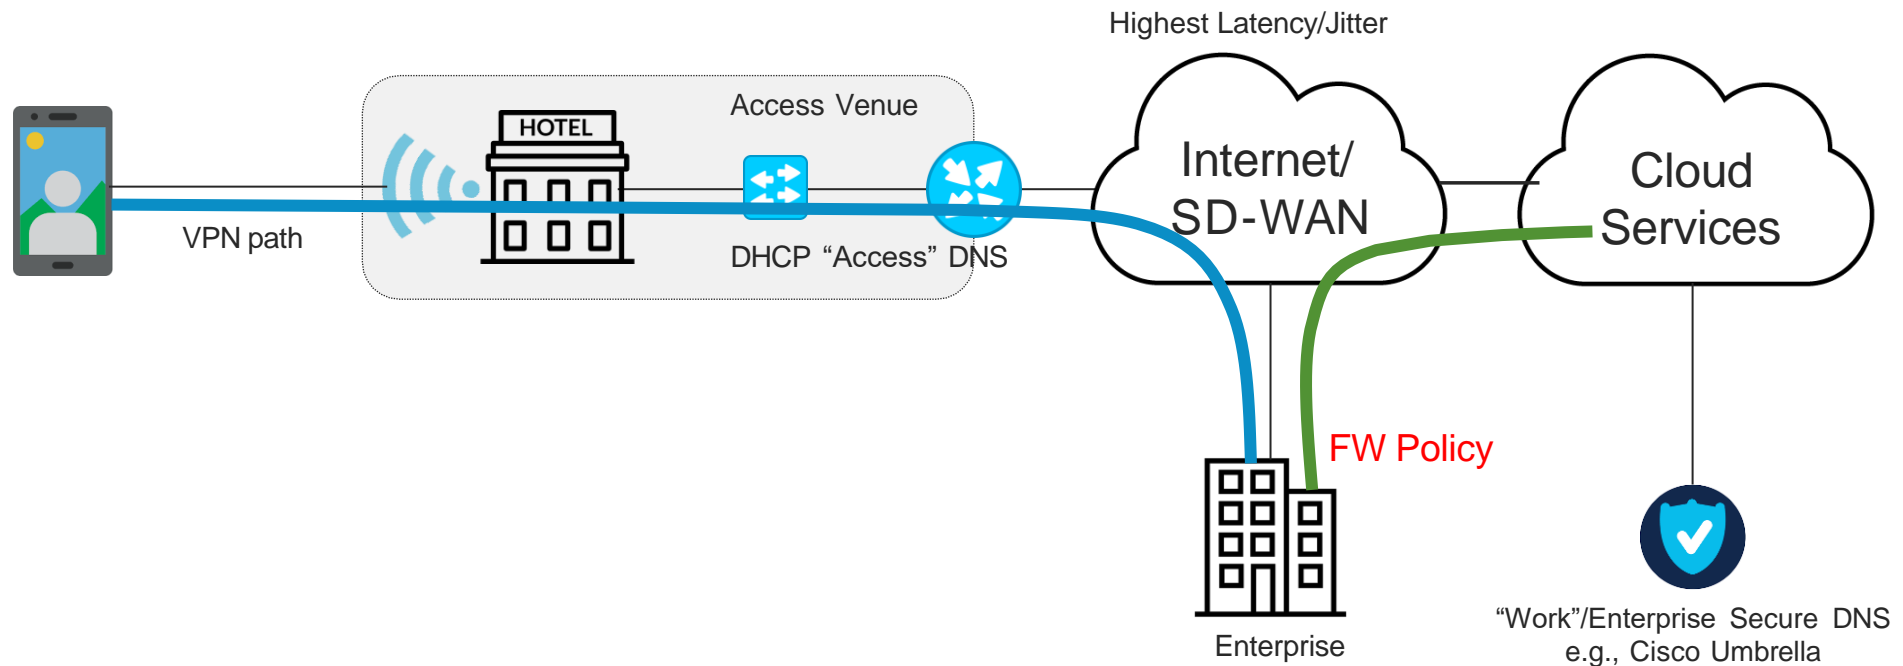 Highest Latency/Jitter
Access Venue
HOTEL
Internet/
SD-WAN
Cloud
Services
VPN path
DHCP “Access” DNS
FW Policy
Enterprise
“Work”/Enterprise Secure DNS
e.g., Cisco Umbrella